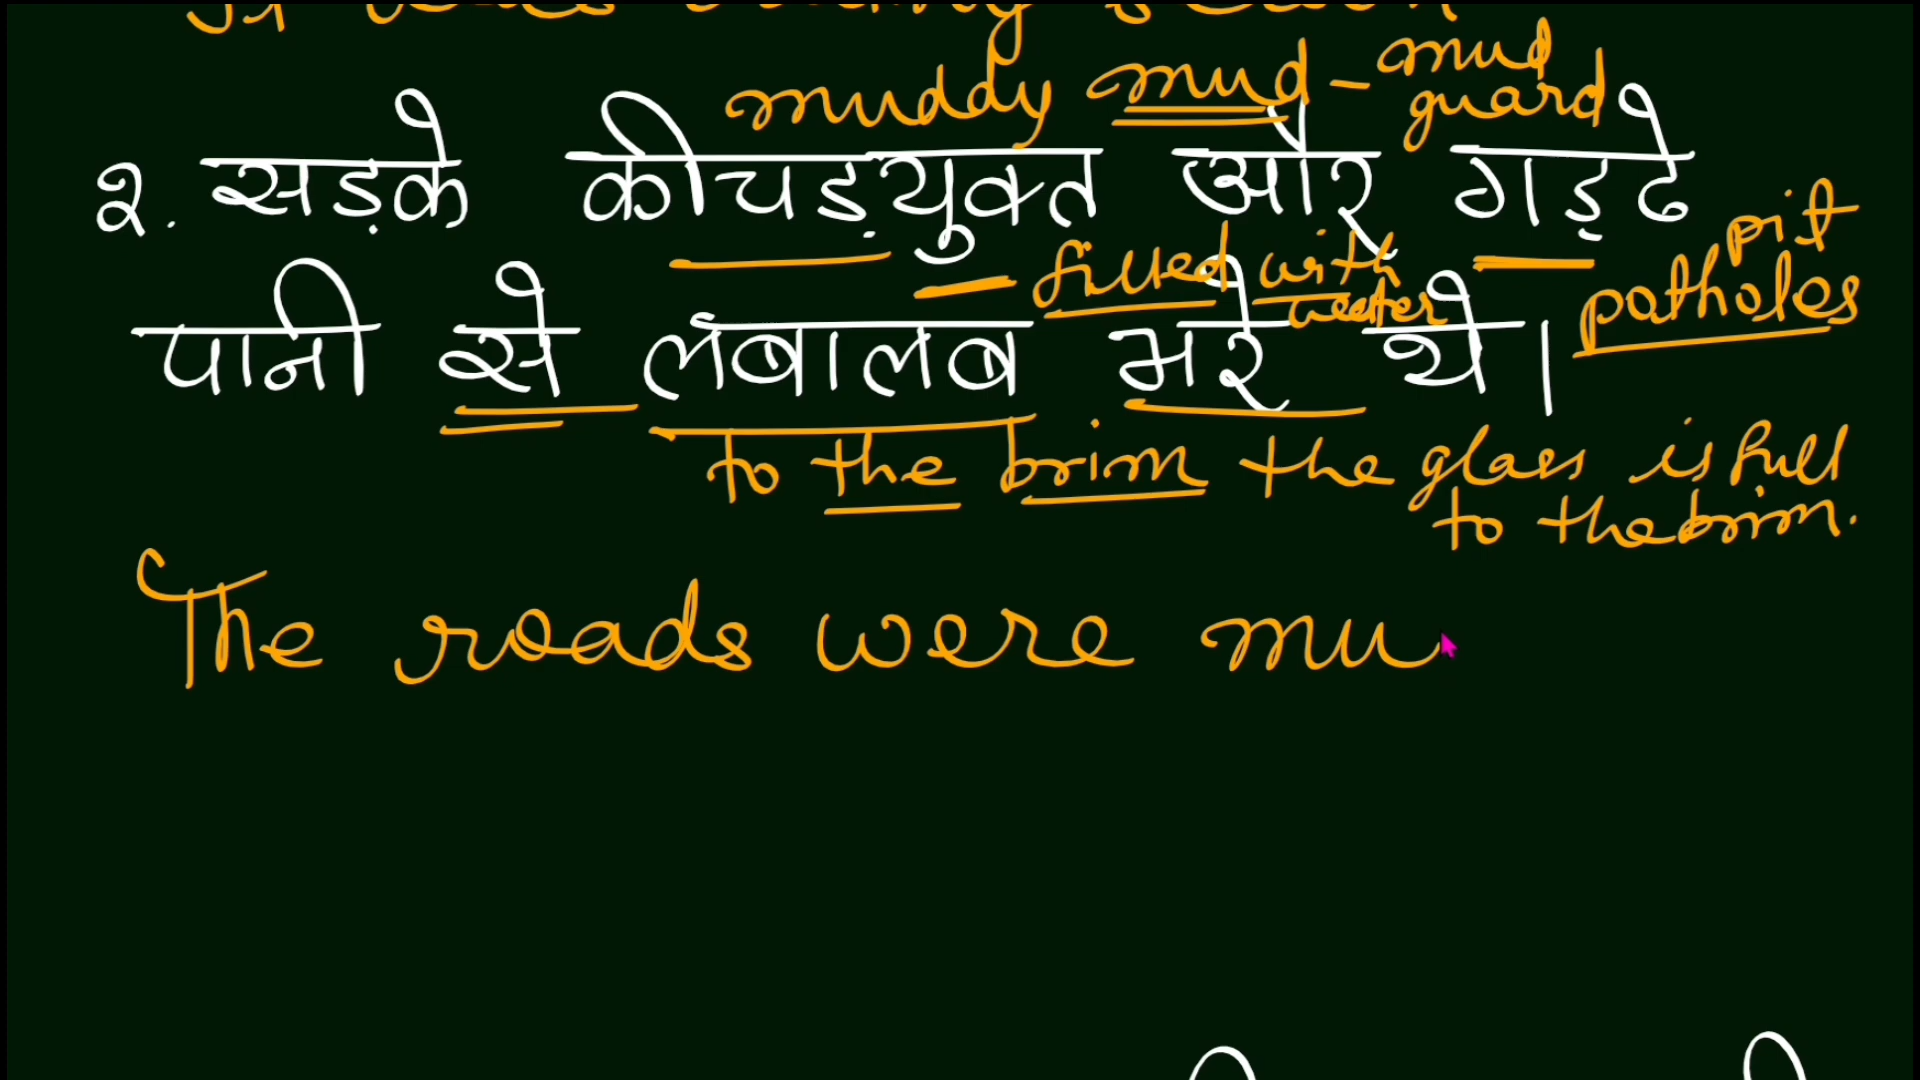 muddy mud - mud guard
२. सड़के कीचड़युक्त और गड्ढे
pit
filled with water
patholes
पानी से लबालब भरे थे।
to the brim the glass is full
to the brim.
The roads were mu